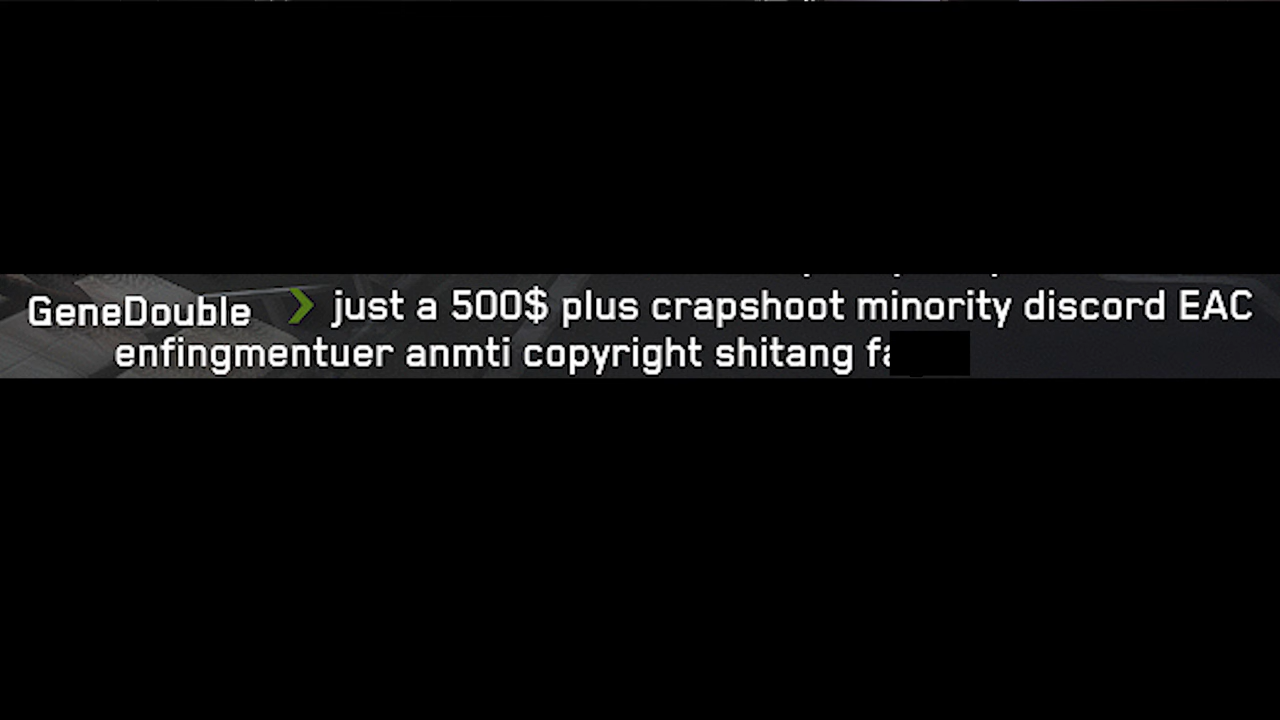 GeneDouble > just a 500$ plus crapshoot minority discord EAC
enfingmentuer anmti copyright shitang